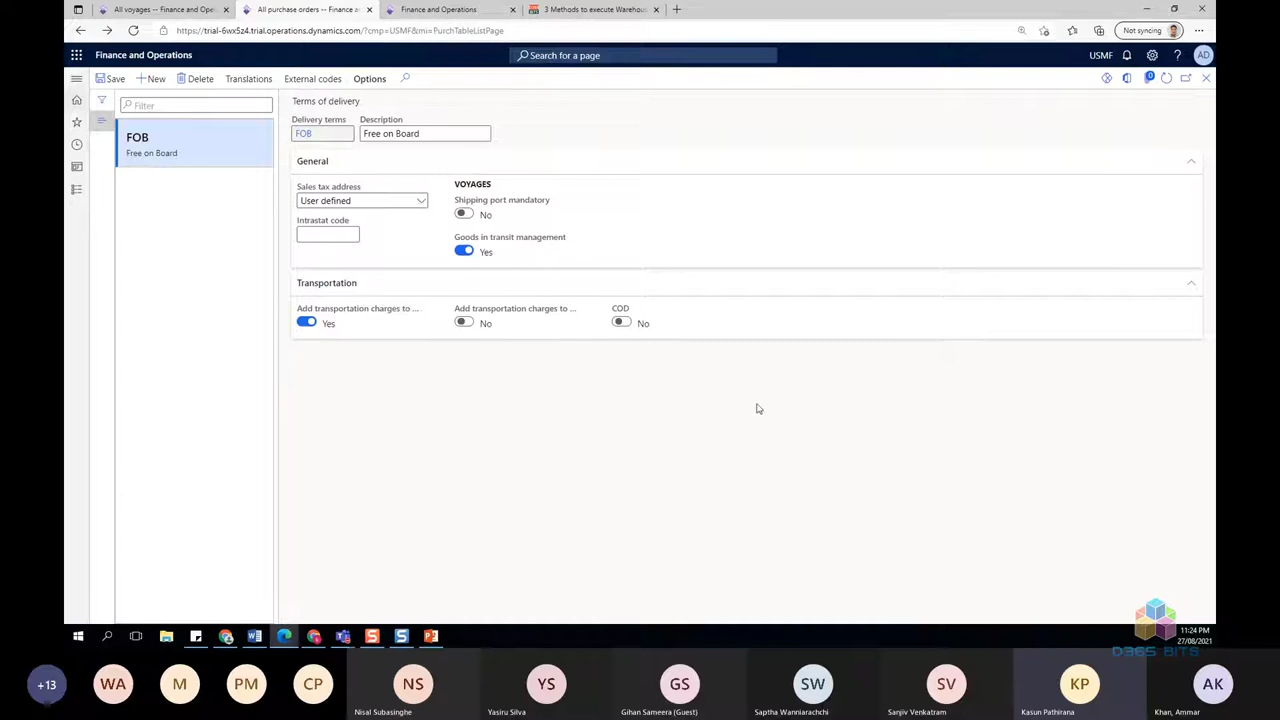 All voyages -- Finance and Ope
All purchase orders -- Finance a
Finance and Operations
3 Methods to execute Warehou
https://trial-6wx5z4.trial.operations.dynamics.com/?cmp=USMF&mi=PurchTableListPage
Not syncing
Finance and Operations
Search for a page
USMF
AD
Save
New
Delete
Translations
External codes
Options
0
Filter
FOB
Free on Board
Terms of delivery
Delivery terms
Description
FOB
Free on Board
General
Sales tax address
User defined
Intrastat code
VOYAGES
Shipping port mandatory
No
Goods in transit management
Yes
Transportation
Add transportation charges to ...
Yes
Add transportation charges to ...
No
COD
No
11:24 PM
27/08/2021
D365 BITS
+13
WA
M
PM
CP
NS
Nisal Subasinghe
YS
Yasiru Silva
GS
Gihan Sameera (Guest)
SW
Saptha Wanniarachchi
SV
Sanjiv Venkatram
KP
Kasun Pathirana
AK
Khan, Ammar